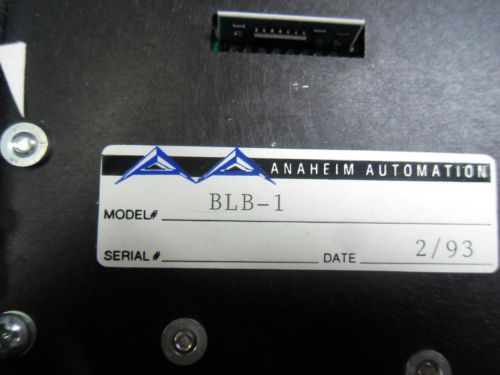 ANAHEIM AUTOMATION
MODEL# BLB-1
SERIAL# DATE 2/93